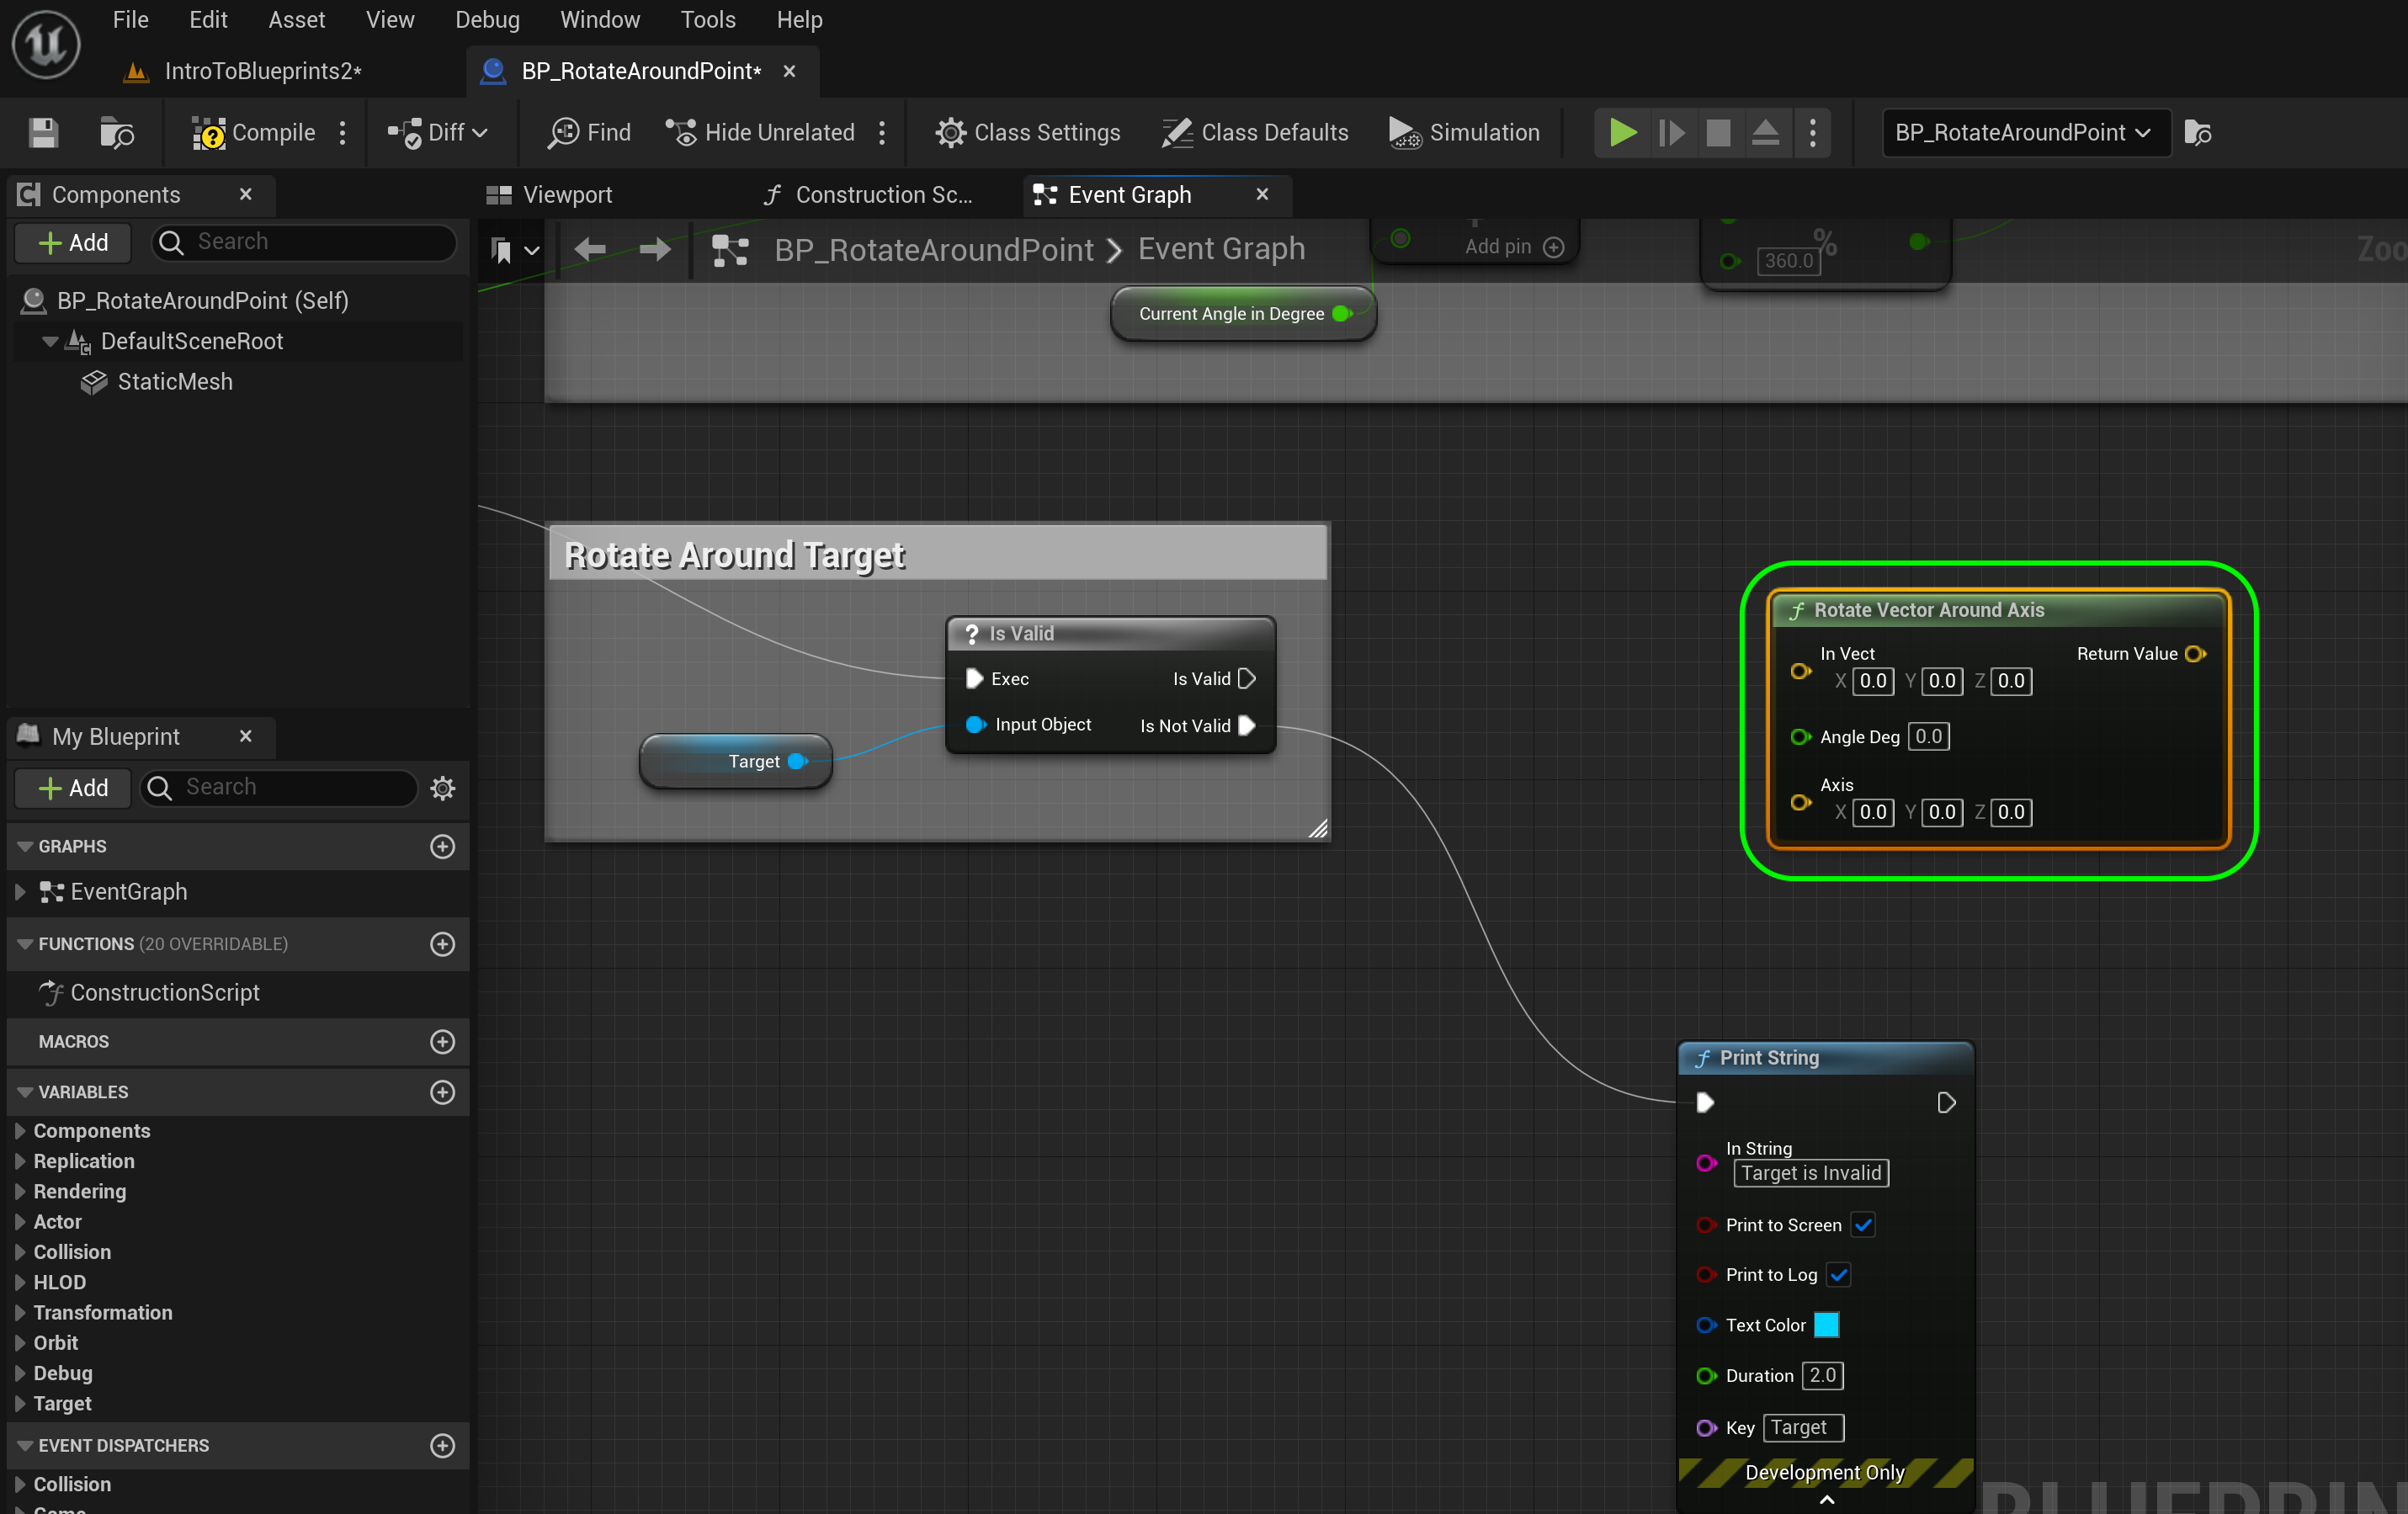 File Edit Asset View Debug Window Tools Help
IntroToBlueprints2*
BP_RotateAroundPoint*
Compile Diff Find Hide Unrelated Class Settings Class Defaults Simulation BP_RotateAroundPoint
Components
Viewport Construction Sc... Event Graph
Add Search
BP_RotateAroundPoint Event Graph
Add pin
360.0
%
Zoo
BP_RotateAroundPoint (Self)
DefaultSceneRoot
StaticMesh
Current Angle in Degree
Rotate Around Target
Is Valid
Exec Is Valid
Input Object Is Not Valid
Target
Rotate Vector Around Axis
In Vect Return Value
X 0.0 Y 0.0 Z 0.0
Angle Deg 0.0
Axis
X 0.0 Y 0.0 Z 0.0
My Blueprint
Add Search
GRAPHS
EventGraph
FUNCTIONS (20 OVERRIDABLE)
ConstructionScript
MACROS
VARIABLES
Components
Replication
Rendering
Actor
Collision
HLOD
Transformation
Orbit
Debug
Target
EVENT DISPATCHERS
Collision
Print String
In String
Target is Invalid
Print to Screen
Print to Log
Text Color
Duration 2.0
Key Target
Development Only